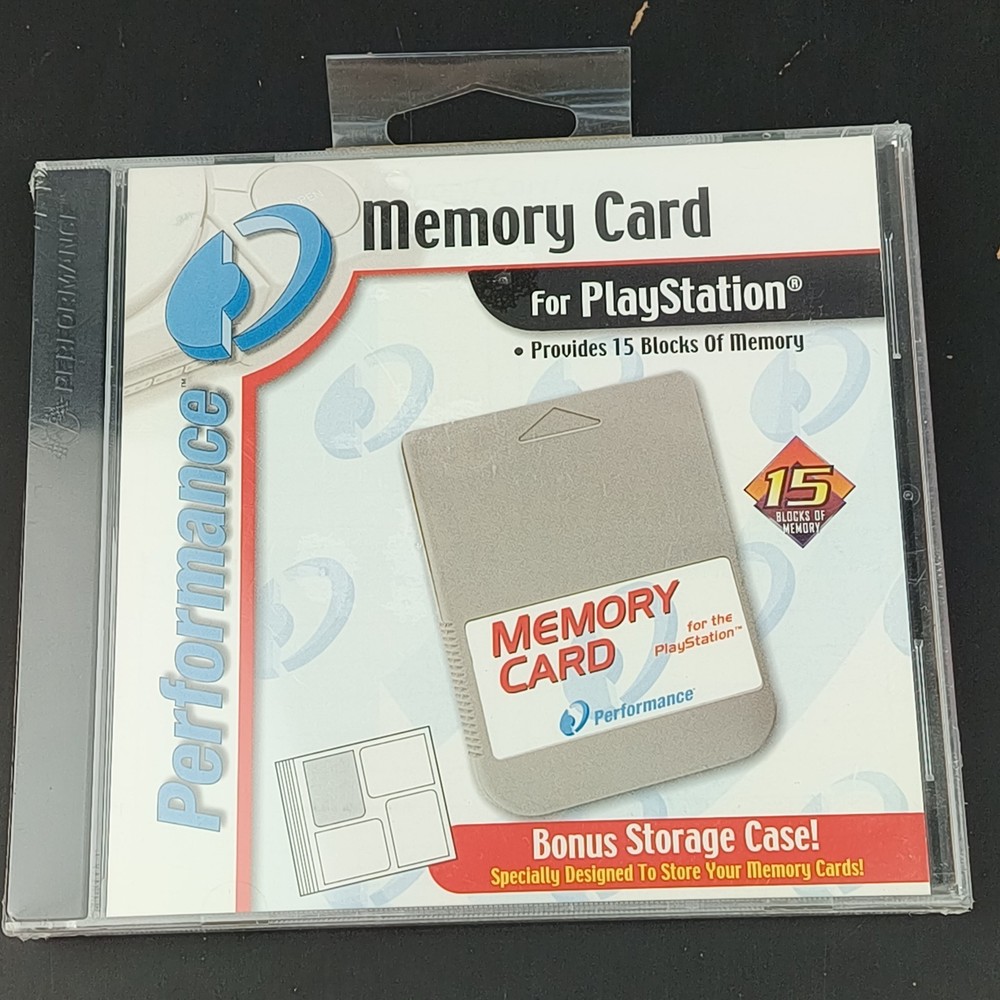 PERFORMANCE
Performance™
Memory Card
For PlayStation®
• Provides 15 Blocks Of Memory
15
BLOCKS OF
MEMORY
MEMORY
CARD
for the
PlayStation™
Performance
Bonus Storage Case!
Specially Designed To Store Your Memory Cards!